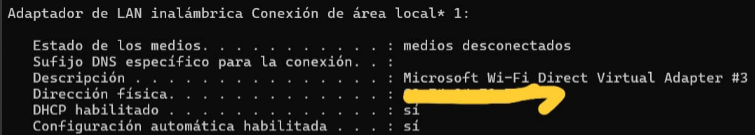 Adaptador de LAN inalámbrica Conexión de área local* 1:
Estado de los medios. . . . . . . . . . . : medios desconectados
Sufijo DNS específico para la conexión. . :
Descripción . . . . . . . . . . . . . . . : Microsoft Wi-Fi Direct Virtual Adapter #3
Dirección física. . . . . . . . . . . . . :
DHCP habilitado . . . . . . . . . . . . . : sí
Configuración automática habilitada . . . : sí